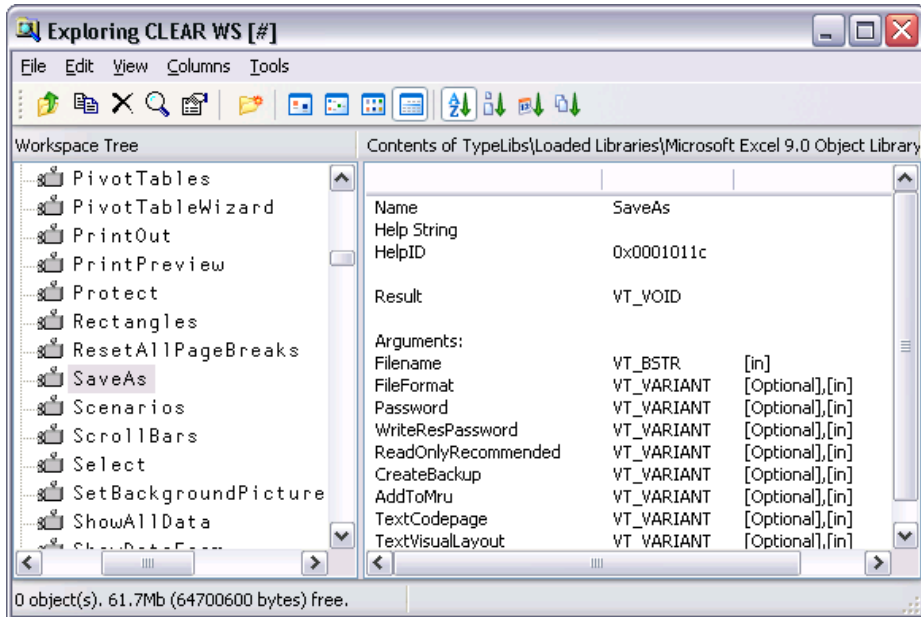 Exploring CLEAR WS [#]
File Edit View Columns Tools
Workspace Tree
PivotTables
PivotTableWizard
PrintOut
PrintPreview
Protect
Rectangles
ResetAllPageBreaks
SaveAs
Scenarios
ScrollBars
Select
SetBackgroundPicture
ShowAllData
ShowDataForm
Contents of TypeLibs\Loaded Libraries\Microsoft Excel 9.0 Object Library
Name SaveAs
Help String
HelpID 0x0001011c
Result VT_VOID
Arguments:
Filename VT_BSTR [in]
FileFormat VT_VARIANT [Optional],[in]
Password VT_VARIANT [Optional],[in]
WriteResPassword VT_VARIANT [Optional],[in]
ReadOnlyRecommended VT_VARIANT [Optional],[in]
CreateBackup VT_VARIANT [Optional],[in]
AddToMru VT_VARIANT [Optional],[in]
TextCodepage VT_VARIANT [Optional],[in]
TextVisualLayout VT_VARIANT [Optional],[in]
0 object(s). 61.7Mb (64700600 bytes) free.